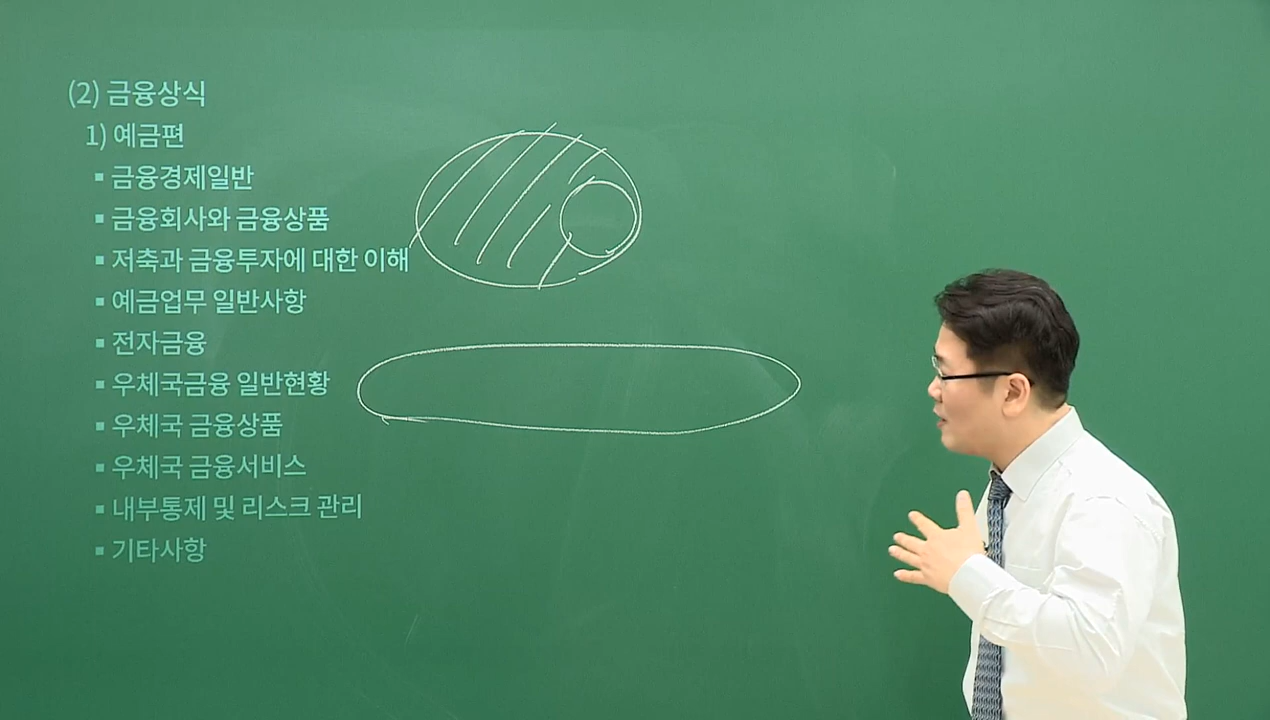 (2) 금융상식
1) 예금편
▪ 금융경제일반
▪ 금융회사와 금융상품
▪ 저축과 금융투자에 대한 이해
▪ 예금업무 일반사항
▪ 전자금융
▪ 우체국금융 일반현황
▪ 우체국 금융상품
▪ 우체국 금융서비스
▪ 내부통제 및 리스크 관리
▪ 기타사항